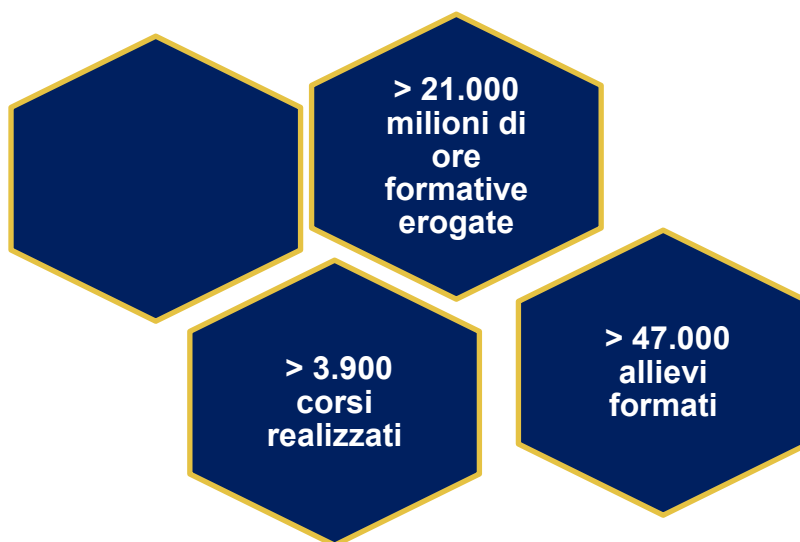 > 21.000
milioni di
ore
formative
erogate
> 3.900
corsi
realizzati
> 47.000
allievi
formati